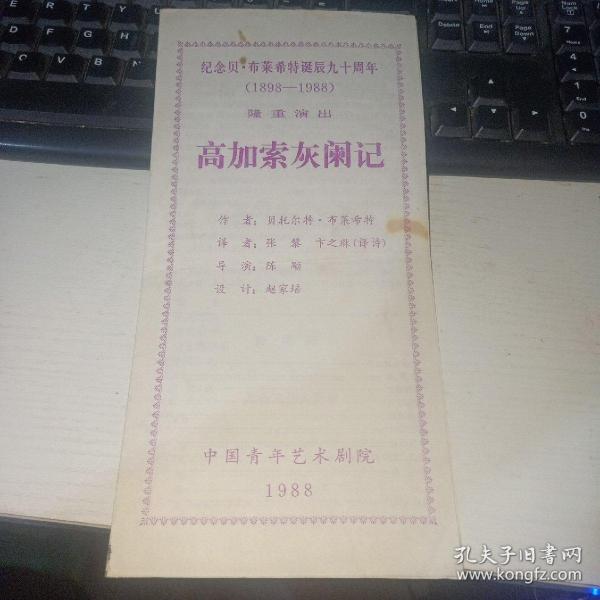 纪念贝·布莱希特诞辰九十周年
(1898—1988)
隆重演出
高加索灰阑记
作者：贝托尔特·布莱希特
译者：张黎 卞之琳(译诗)
导演：陈颙
设计：赵家培
中国青年艺术剧院
1988
孔夫子旧书网
www.kongfz.com